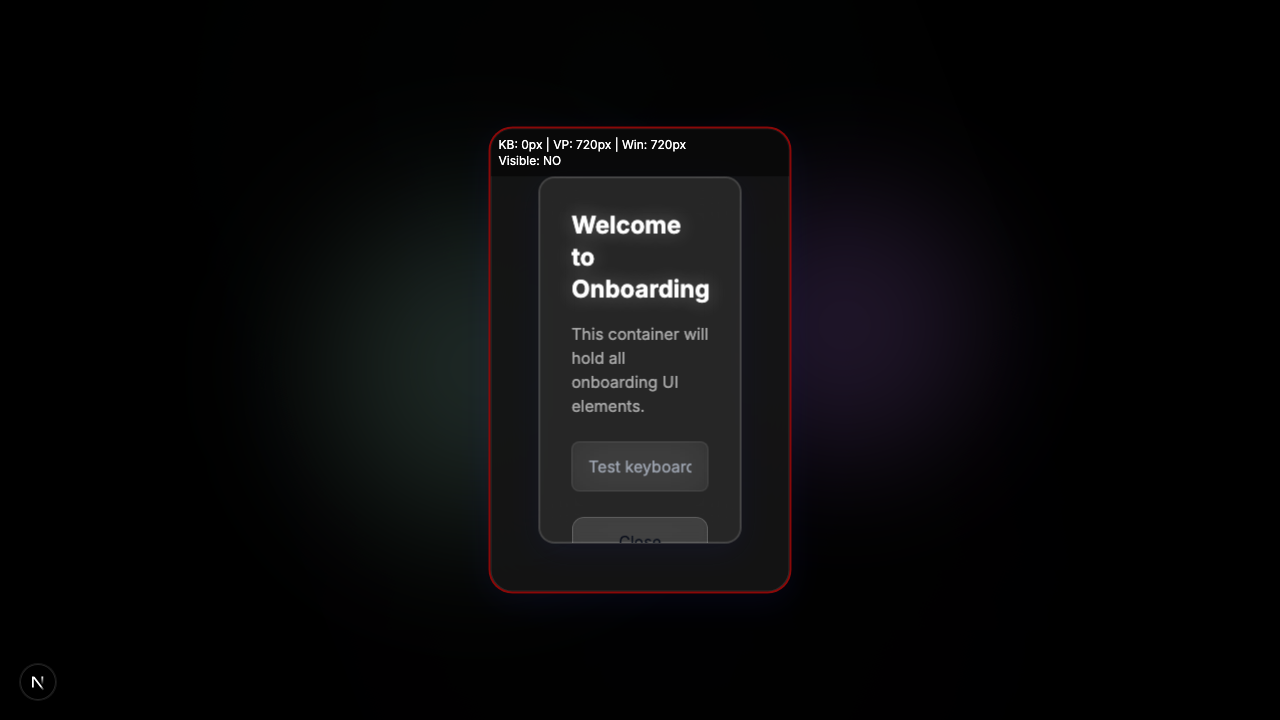 KB: 0px | VP: 720px | Win: 720px
Visible: NO
Welcome
to
Onboarding
This container will
hold all
onboarding UI
elements.
Test keyboard
Close
N